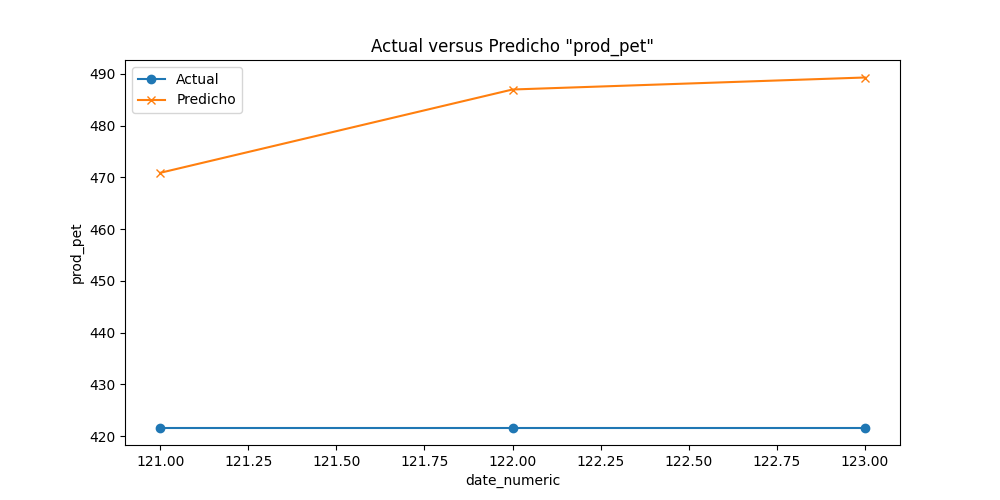 Actual versus Predicho "prod_pet"
Actual
Predicho
490
480
470
460
450
440
430
420
prod_pet
121.00 121.25 121.50 121.75 122.00 122.25 122.50 122.75 123.00
date_numeric